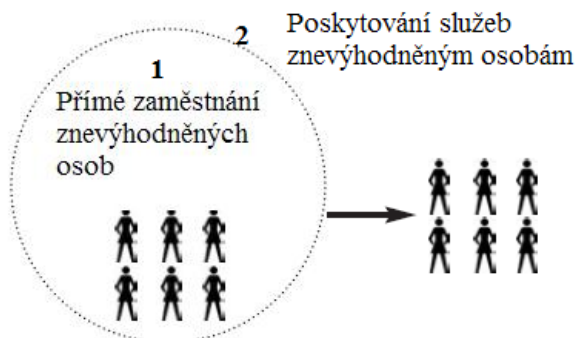 1
Přímé zaměstnání
znevýhodněných
osob
2
Poskytování služeb
znevýhodněným osobám